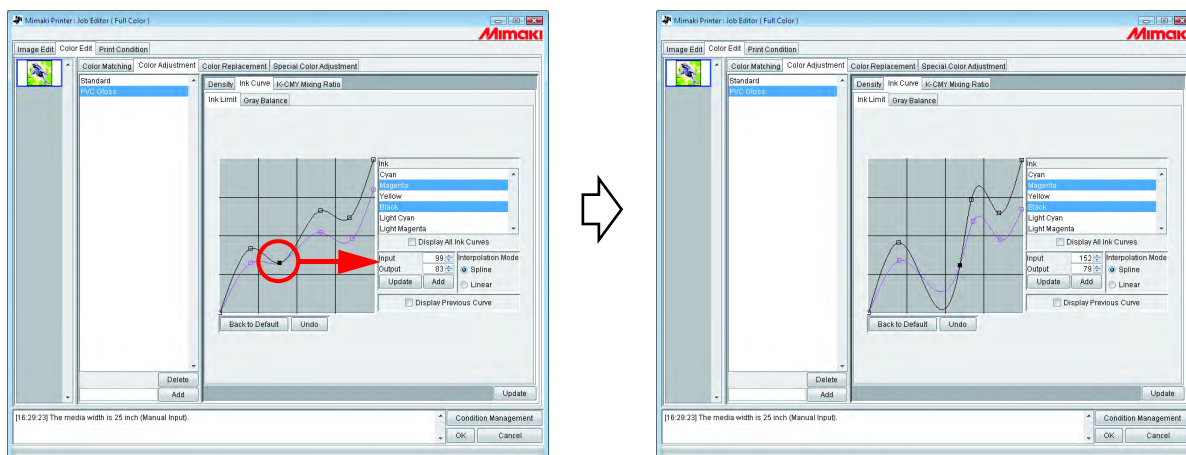 Mimaki Printer : Job Editor ( Full Color )
Mimaki
Image Edit Color Edit Print Condition
Color Matching Color Adjustment Color Replacement Special Color Adjustment
Standard
PVC Gloss
Density Ink Curve K-CMY Mixing Ratio
Ink Limit Gray Balance
Ink
Cyan
Magenta
Yellow
Black
Light Cyan
Light Magenta
Display All Ink Curves
Input 99 Interpolation Mode
Output 83 Spline
Update Add Linear
Display Previous Curve
Back to Default Undo
Delete
Add
Update
[16:29:23] The media width is 25 inch (Manual Input).
Condition Management
OK Cancel
Mimaki Printer : Job Editor ( Full Color )
Mimaki
Image Edit Color Edit Print Condition
Color Matching Color Adjustment Color Replacement Special Color Adjustment
Standard
PVC Gloss
Density Ink Curve K-CMY Mixing Ratio
Ink Limit Gray Balance
Ink
Cyan
Magenta
Yellow
Black
Light Cyan
Light Magenta
Display All Ink Curves
Input 152 Interpolation Mode
Output 79 Spline
Update Add Linear
Display Previous Curve
Back to Default Undo
Delete
Add
Update
[16:29:23] The media width is 25 inch (Manual Input).
Condition Management
OK Cancel